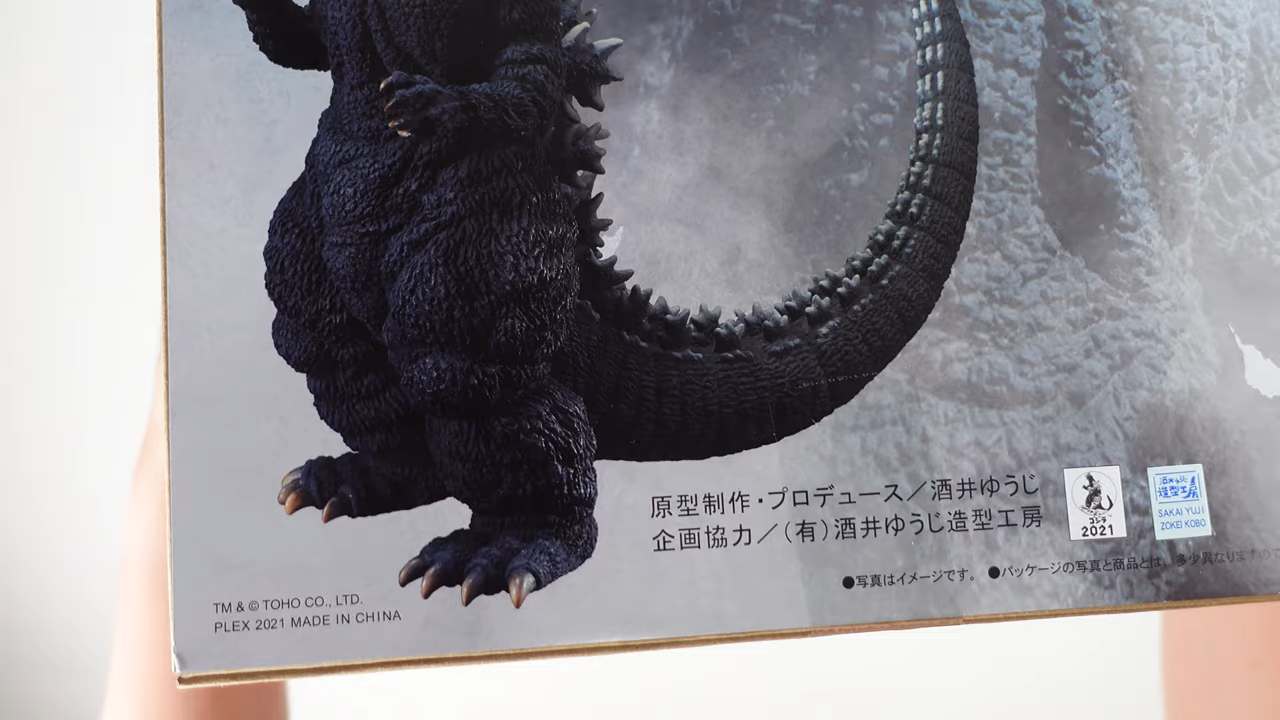 原型制作・プロデュース／酒井ゆうじ
企画協力／（有）酒井ゆうじ造型工房
ゴジラ
2021
酒井ゆうじ
造型工房
SAKAI YUJI
ZOKEI KOBO
●写真はイメージです。 ●パッケージの写真と商品とは、多少異なります
TM & © TOHO CO., LTD.
PLEX 2021 MADE IN CHINA